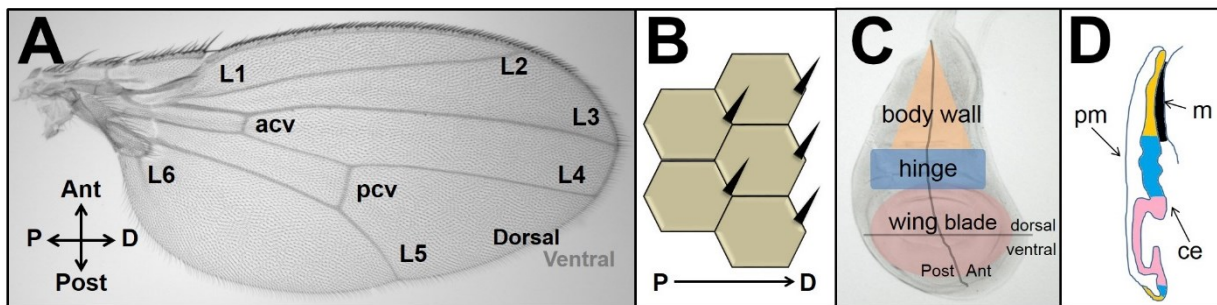 A
L1
L2
L3
acv
L4
L6
pcv
Ant
P
D
Post
L5
Dorsal
Ventral
B
P
D
C
body wall
hinge
wing blade
dorsal
ventral
Post
Ant
D
pm
m
ce